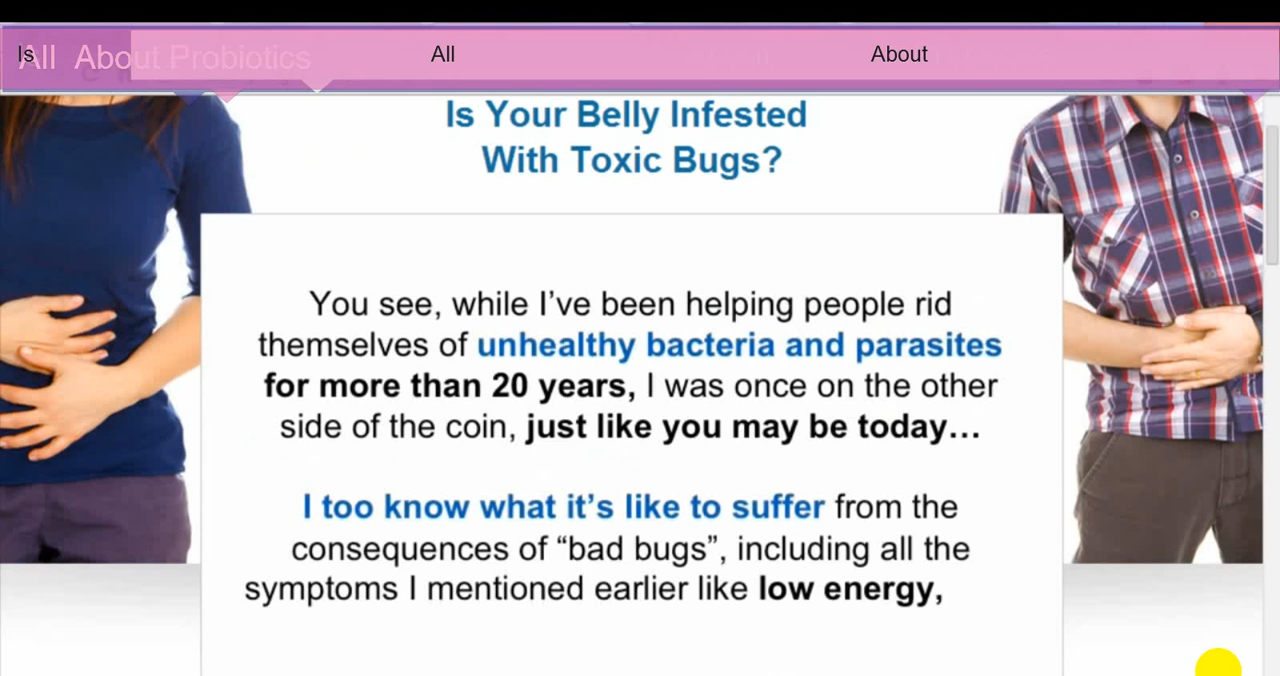 Is All About
All About Probiotics
Is Your Belly Infested
With Toxic Bugs?
You see, while I’ve been helping people rid
themselves of unhealthy bacteria and parasites
for more than 20 years, I was once on the other
side of the coin, just like you may be today…
I too know what it’s like to suffer from the
consequences of “bad bugs”, including all the
symptoms I mentioned earlier like low energy,